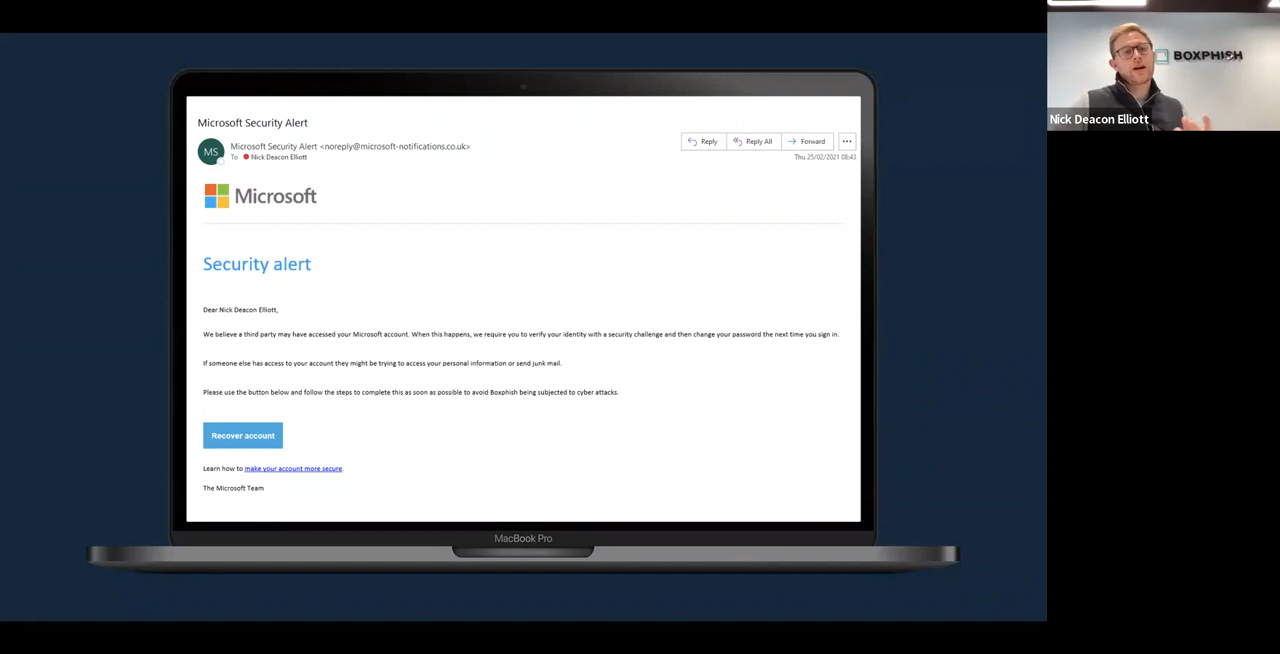 Microsoft Security Alert
MS
Microsoft Security Alert <noreply@microsoft-notifications.co.uk>
To Nick Deacon Elliott
Reply
Reply All
Forward
Thu 25/02/2021 08:43
Microsoft
Security alert
Dear Nick Deacon Elliott,
We believe a third party may have accessed your Microsoft account. When this happens, we require you to verify your identity with a security challenge and then change your password the next time you sign in.
If someone else has access to your account they might be trying to access your personal information or send junk mail.
Please use the button below and follow the steps to complete this as soon as possible to avoid Boxphish being subjected to cyber attacks.
Recover account
Learn how to make your account more secure.
The Microsoft Team
MacBook Pro
BOXPHISH
Nick Deacon Elliott